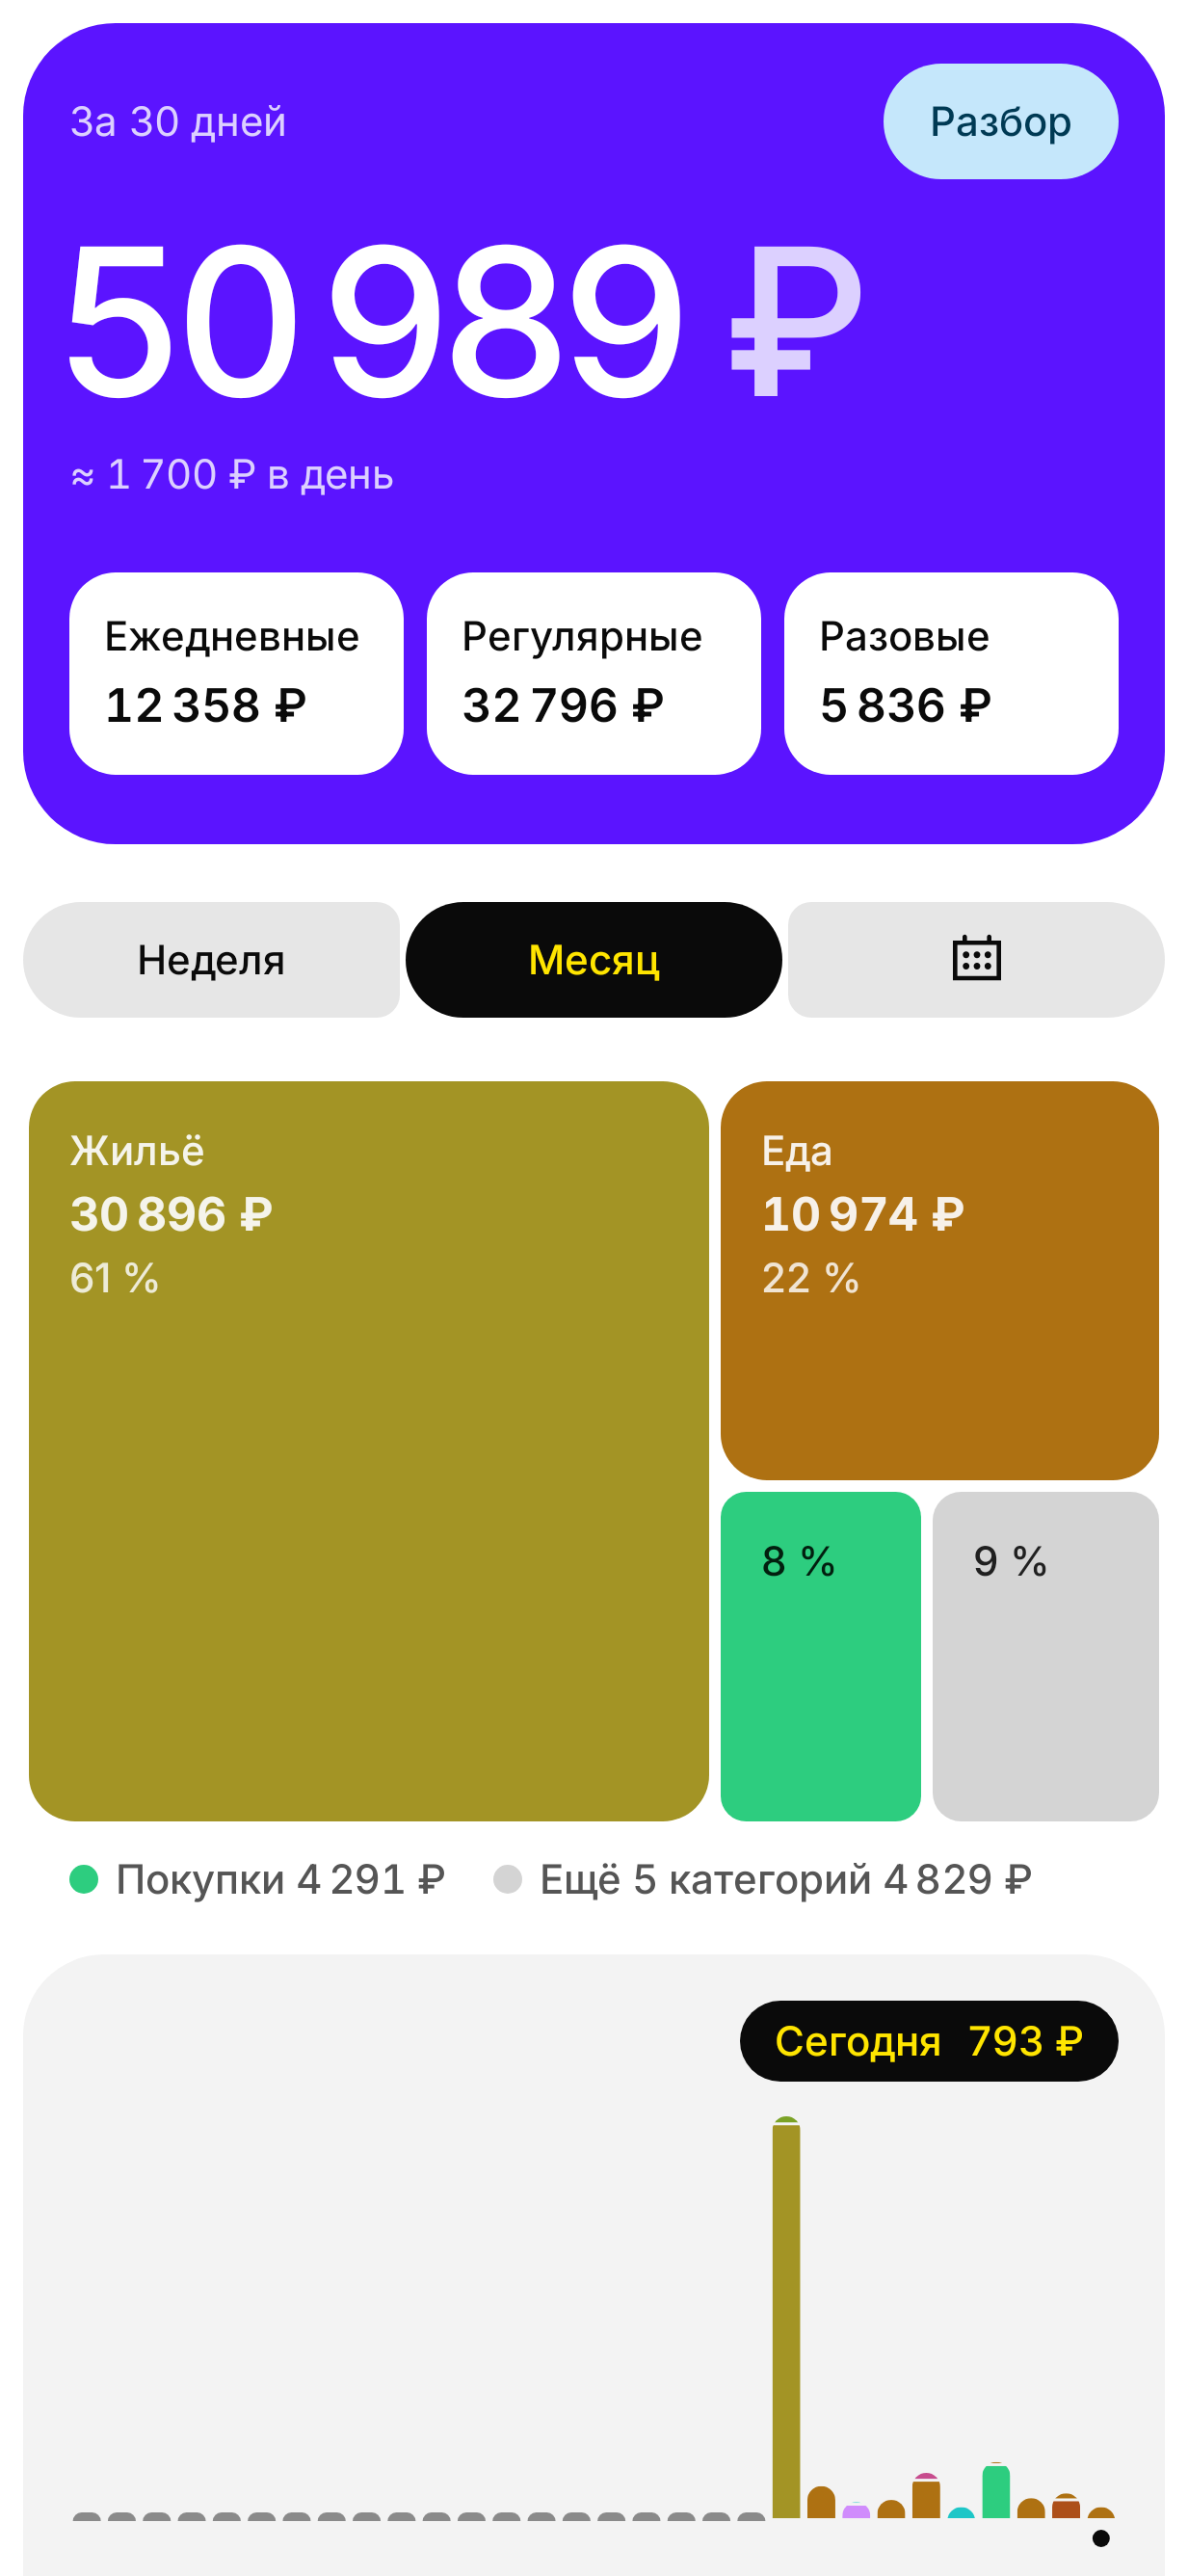 За 30 дней
Разбор
50 989 ₽
≈ 1 700 ₽ в день
Ежедневные
12 358 ₽
Регулярные
32 796 ₽
Разовые
5 836 ₽
Неделя
Месяц
Жильё
30 896 ₽
61 %
Еда
10 974 ₽
22 %
8 %
9 %
Покупки 4 291 ₽
Ещё 5 категорий 4 829 ₽
Сегодня 793 ₽